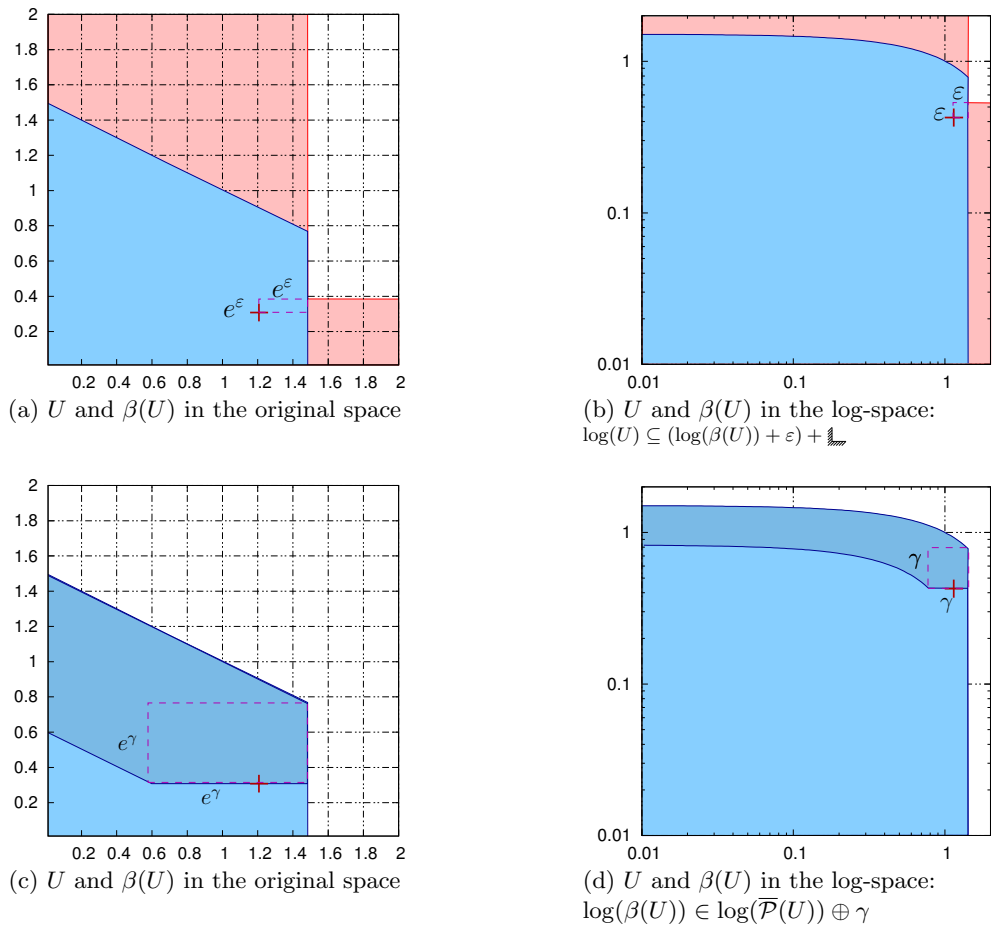 2
1.8
1.6
1.4
1.2
1
0.8
0.6
0.4
0.2
e^ε
e^ε
0.2 0.4 0.6 0.8 1 1.2 1.4 1.6 1.8 2
(a) U and β(U) in the original space
1
0.1
0.01
ε
ε
0.01 0.1 1
(b) U and β(U) in the log-space:
log(U) ⊆ (log(β(U)) + ε) +
2
1.8
1.6
1.4
1.2
1
0.8
0.6
0.4
0.2
e^γ
e^γ
0.2 0.4 0.6 0.8 1 1.2 1.4 1.6 1.8 2
(c) U and β(U) in the original space
1
0.1
0.01
γ
γ
0.01 0.1 1
(d) U and β(U) in the log-space:
log(β(U)) ∈ log(P̅(U)) ⊕ γ